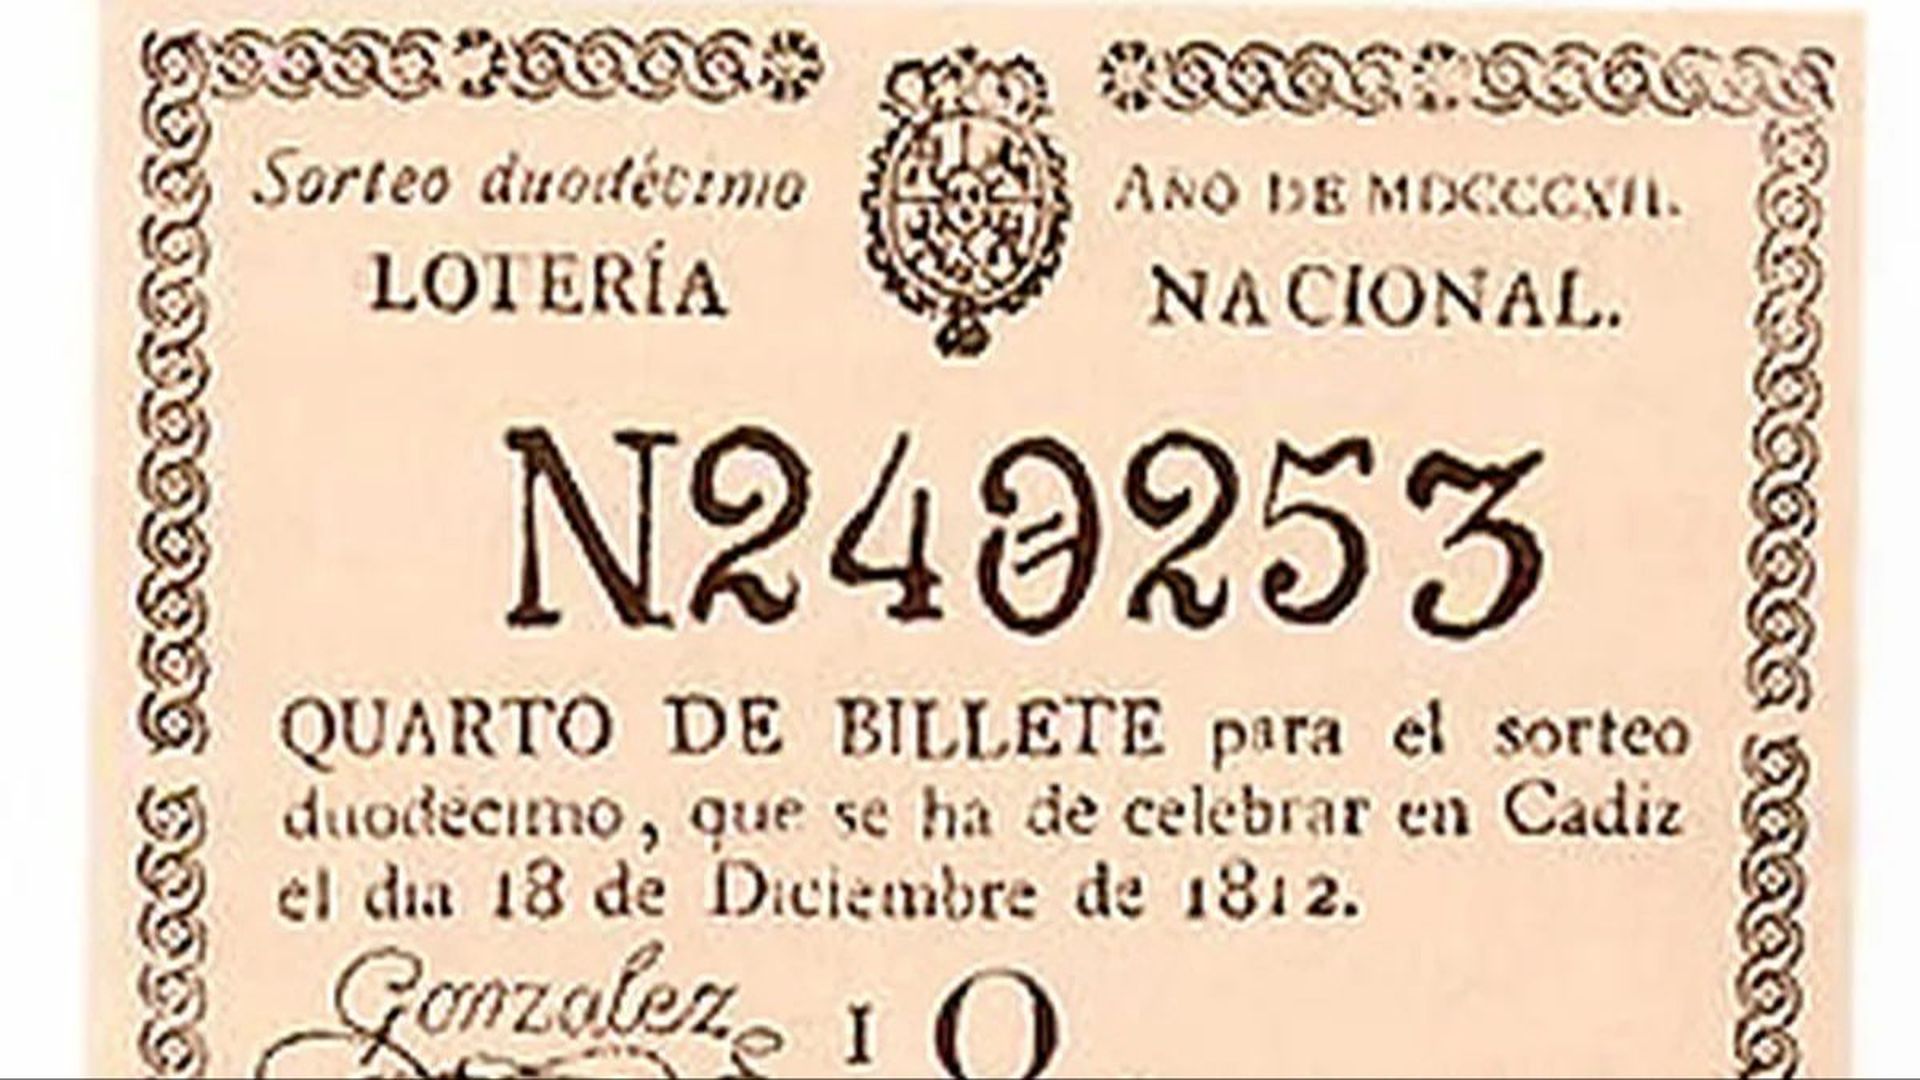 Sorteo duodécimo
AÑO DE MDCCCXII.
LOTERÍA NACIONAL.
N240253
QUARTO DE BILLETE para el sorteo
duodécimo, que se ha de celebrar en Cadiz
el dia 18 de Diciembre de 1812.
Gonzalez
I O